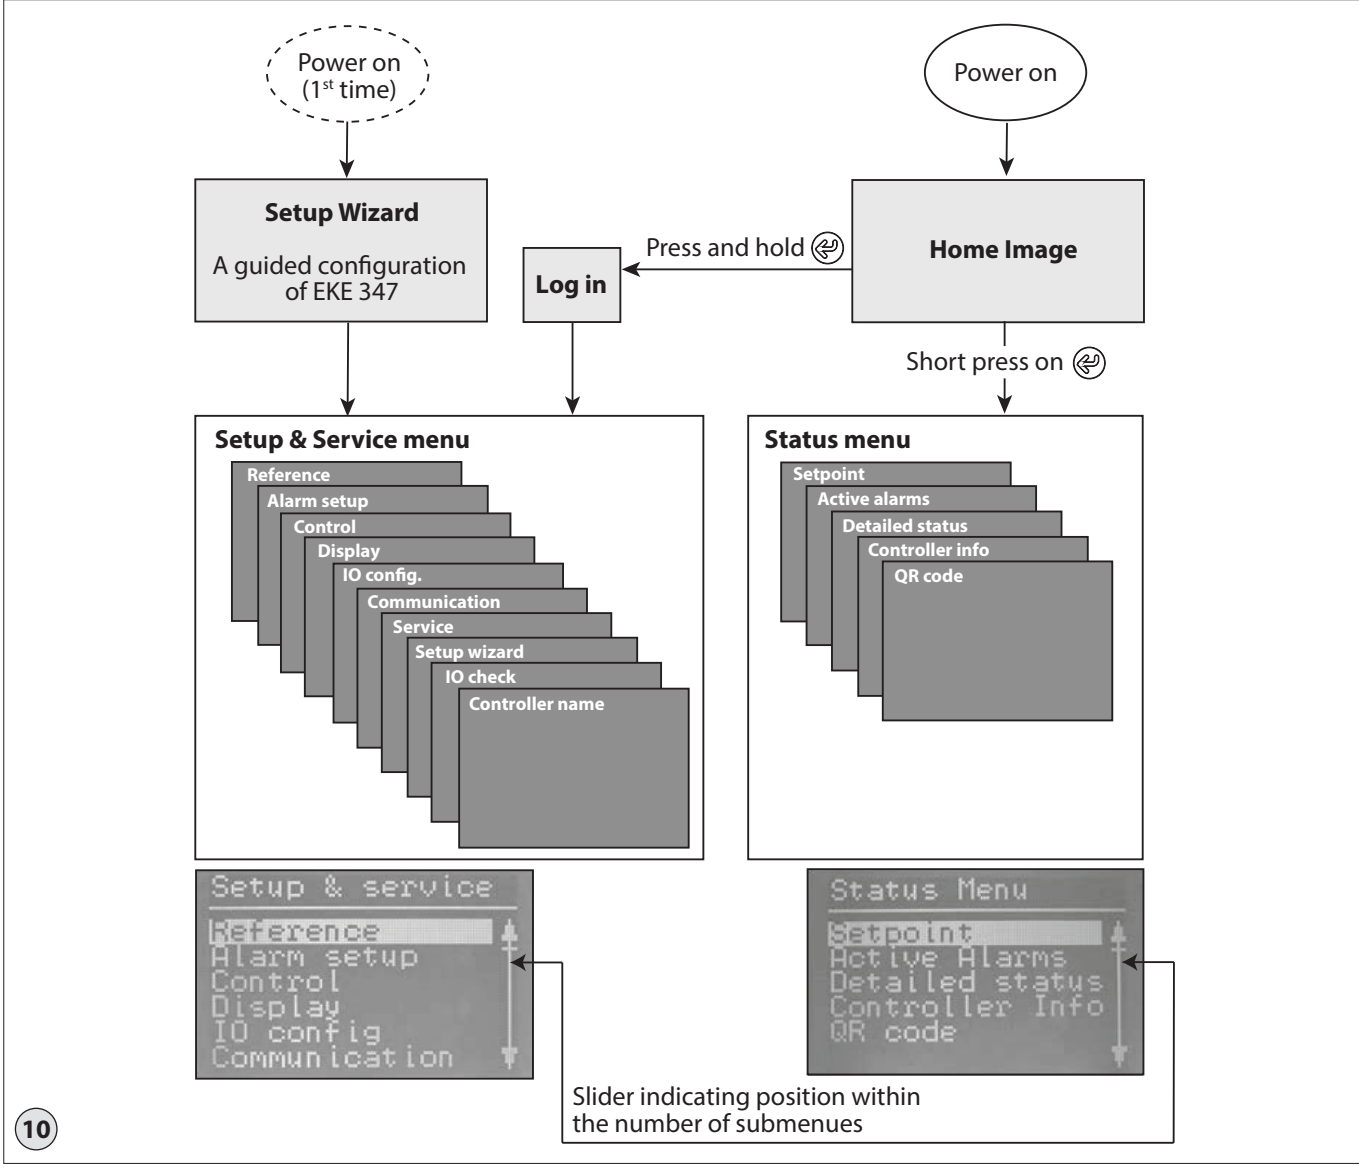 Power on
(1st time)
Power on
Setup Wizard
A guided configuration
of EKE 347
Press and hold
Log in
Home Image
Short press on
Setup & Service menu
Reference
Alarm setup
Control
Display
IO config.
Communication
Service
Setup wizard
IO check
Controller name
Status menu
Setpoint
Active alarms
Detailed status
Controller info
QR code
Setup & service
Reference
Alarm setup
Control
Display
IO config
Communication
Status Menu
Setpoint
Active Alarms
Detailed status
Controller Info
QR code
Slider indicating position within
the number of submenues
10